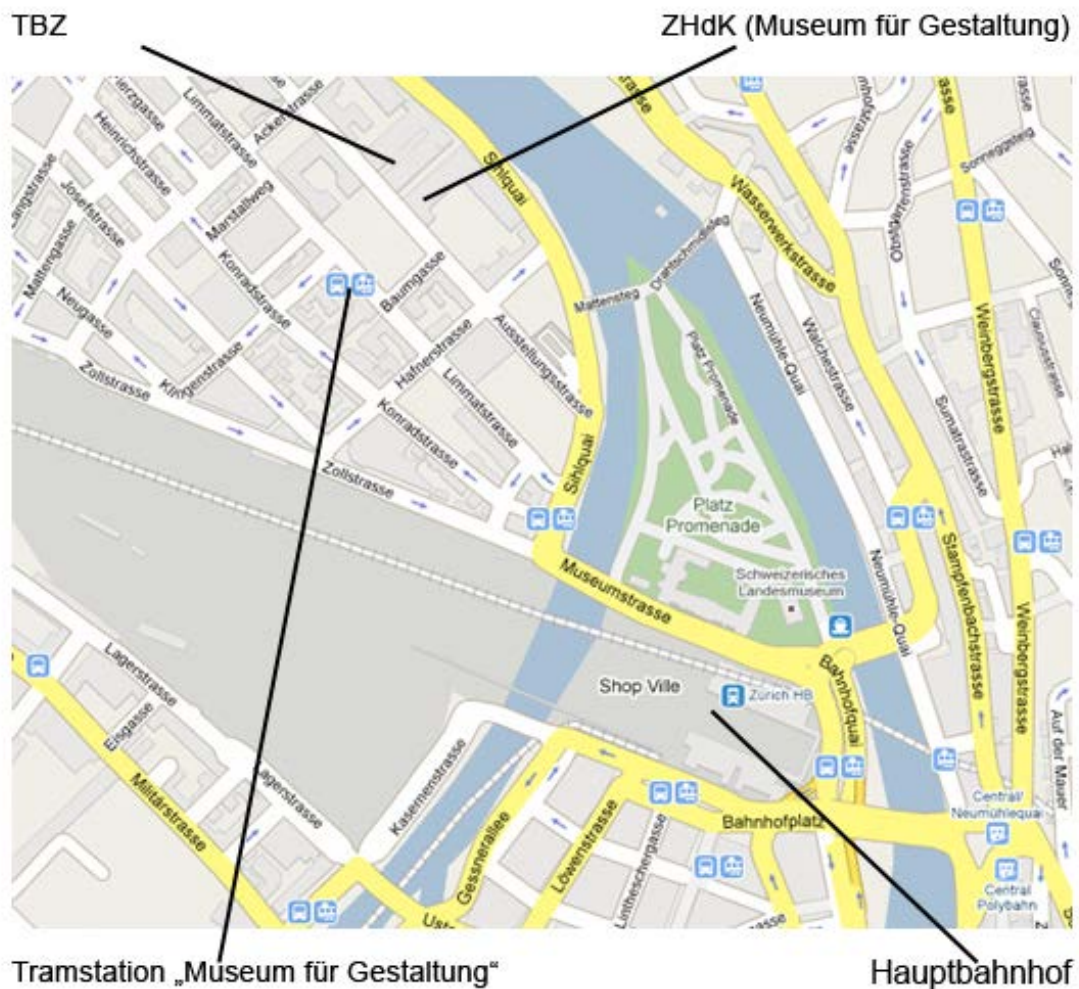 TBZ
ZHdK (Museum für Gestaltung)
Limmatstrasse
Ackerstrasse
Heinrichstrasse
Josefstrasse
Marstallweg
Mattengasse
Neugasse
Konradstrasse
Baumgasse
Klingenstrasse
Zollstrasse
Hafnerstrasse
Ausstellungsstrasse
Limmatstrasse
Konradstrasse
Zollstrasse
Sihlquai
Sihlquai
Mattensteg
Drahtschmidlisteg
Platz Promenade
Wasserwerkstrasse
Neumühle-Quai
Walchestrasse
Sonneggsteig
Weinbergstrasse
Clausiusstrasse
Sumatrastrasse
Platz
Promenade
Schweizerisches
Landesmuseum
Museumstrasse
Neumühle-Quai
Stampfenbachstrasse
Weinbergstrasse
Auf der Mauer
Bahnhofquai
Shop Ville
Zürich HB
Lagerstrasse
Eisgasse
Militärstrasse
Lagerstrasse
Kasernenstrasse
Gessnerallee
Löwenstrasse
Lintheschergasse
Bahnhofplatz
Central/
Neumühlequai
Central
Polybahn
Tramstation „Museum für Gestaltung“
Hauptbahnhof